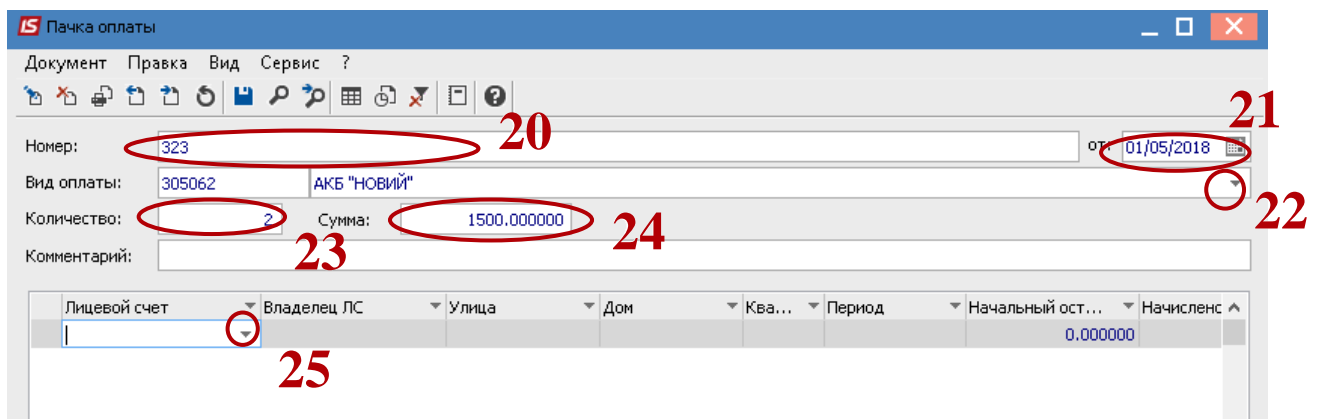 Пачка оплаты
Документ Правка Вид Сервис ?
20
21
Номер: 323 от: 01/05/2018
Вид оплаты: 305062 АКБ "НОВИЙ"
22
Количество: 2 Сумма: 1500.000000
23
24
Комментарий:
Лицевой счет Владелец ЛС Улица Дом Ква... Период Начальный ост... Начисленс
0.000000
25